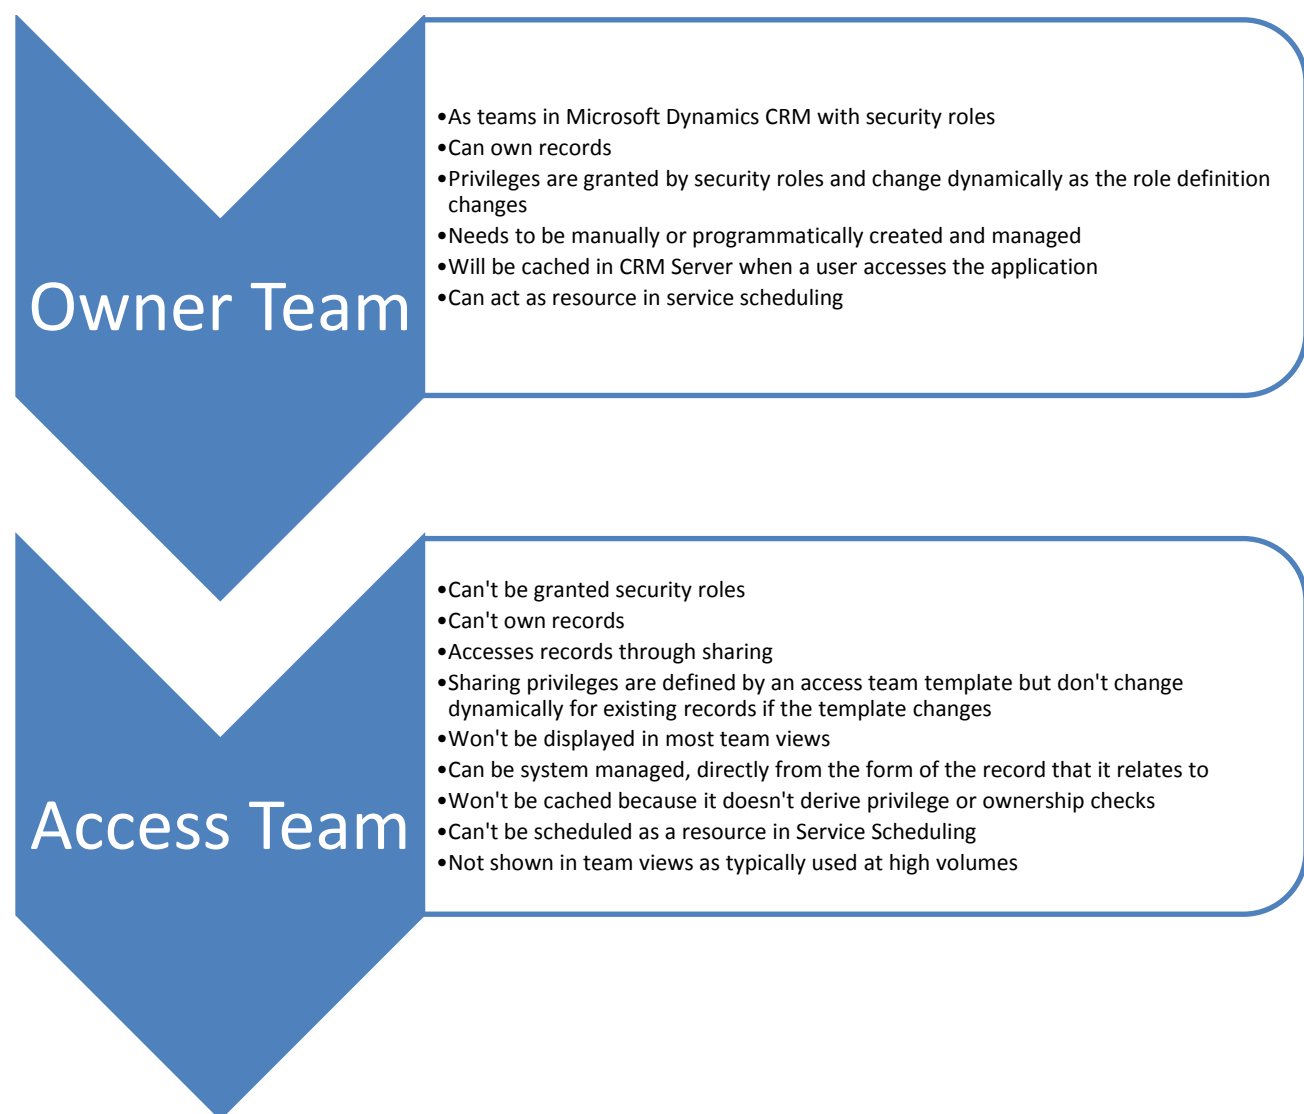 Owner Team
•As teams in Microsoft Dynamics CRM with security roles
•Can own records
•Privileges are granted by security roles and change dynamically as the role definition
changes
•Needs to be manually or programmatically created and managed
•Will be cached in CRM Server when a user accesses the application
•Can act as resource in service scheduling
Access Team
•Can't be granted security roles
•Can't own records
•Accesses records through sharing
•Sharing privileges are defined by an access team template but don't change
dynamically for existing records if the template changes
•Won't be displayed in most team views
•Can be system managed, directly from the form of the record that it relates to
•Won't be cached because it doesn't derive privilege or ownership checks
•Can't be scheduled as a resource in Service Scheduling
•Not shown in team views as typically used at high volumes